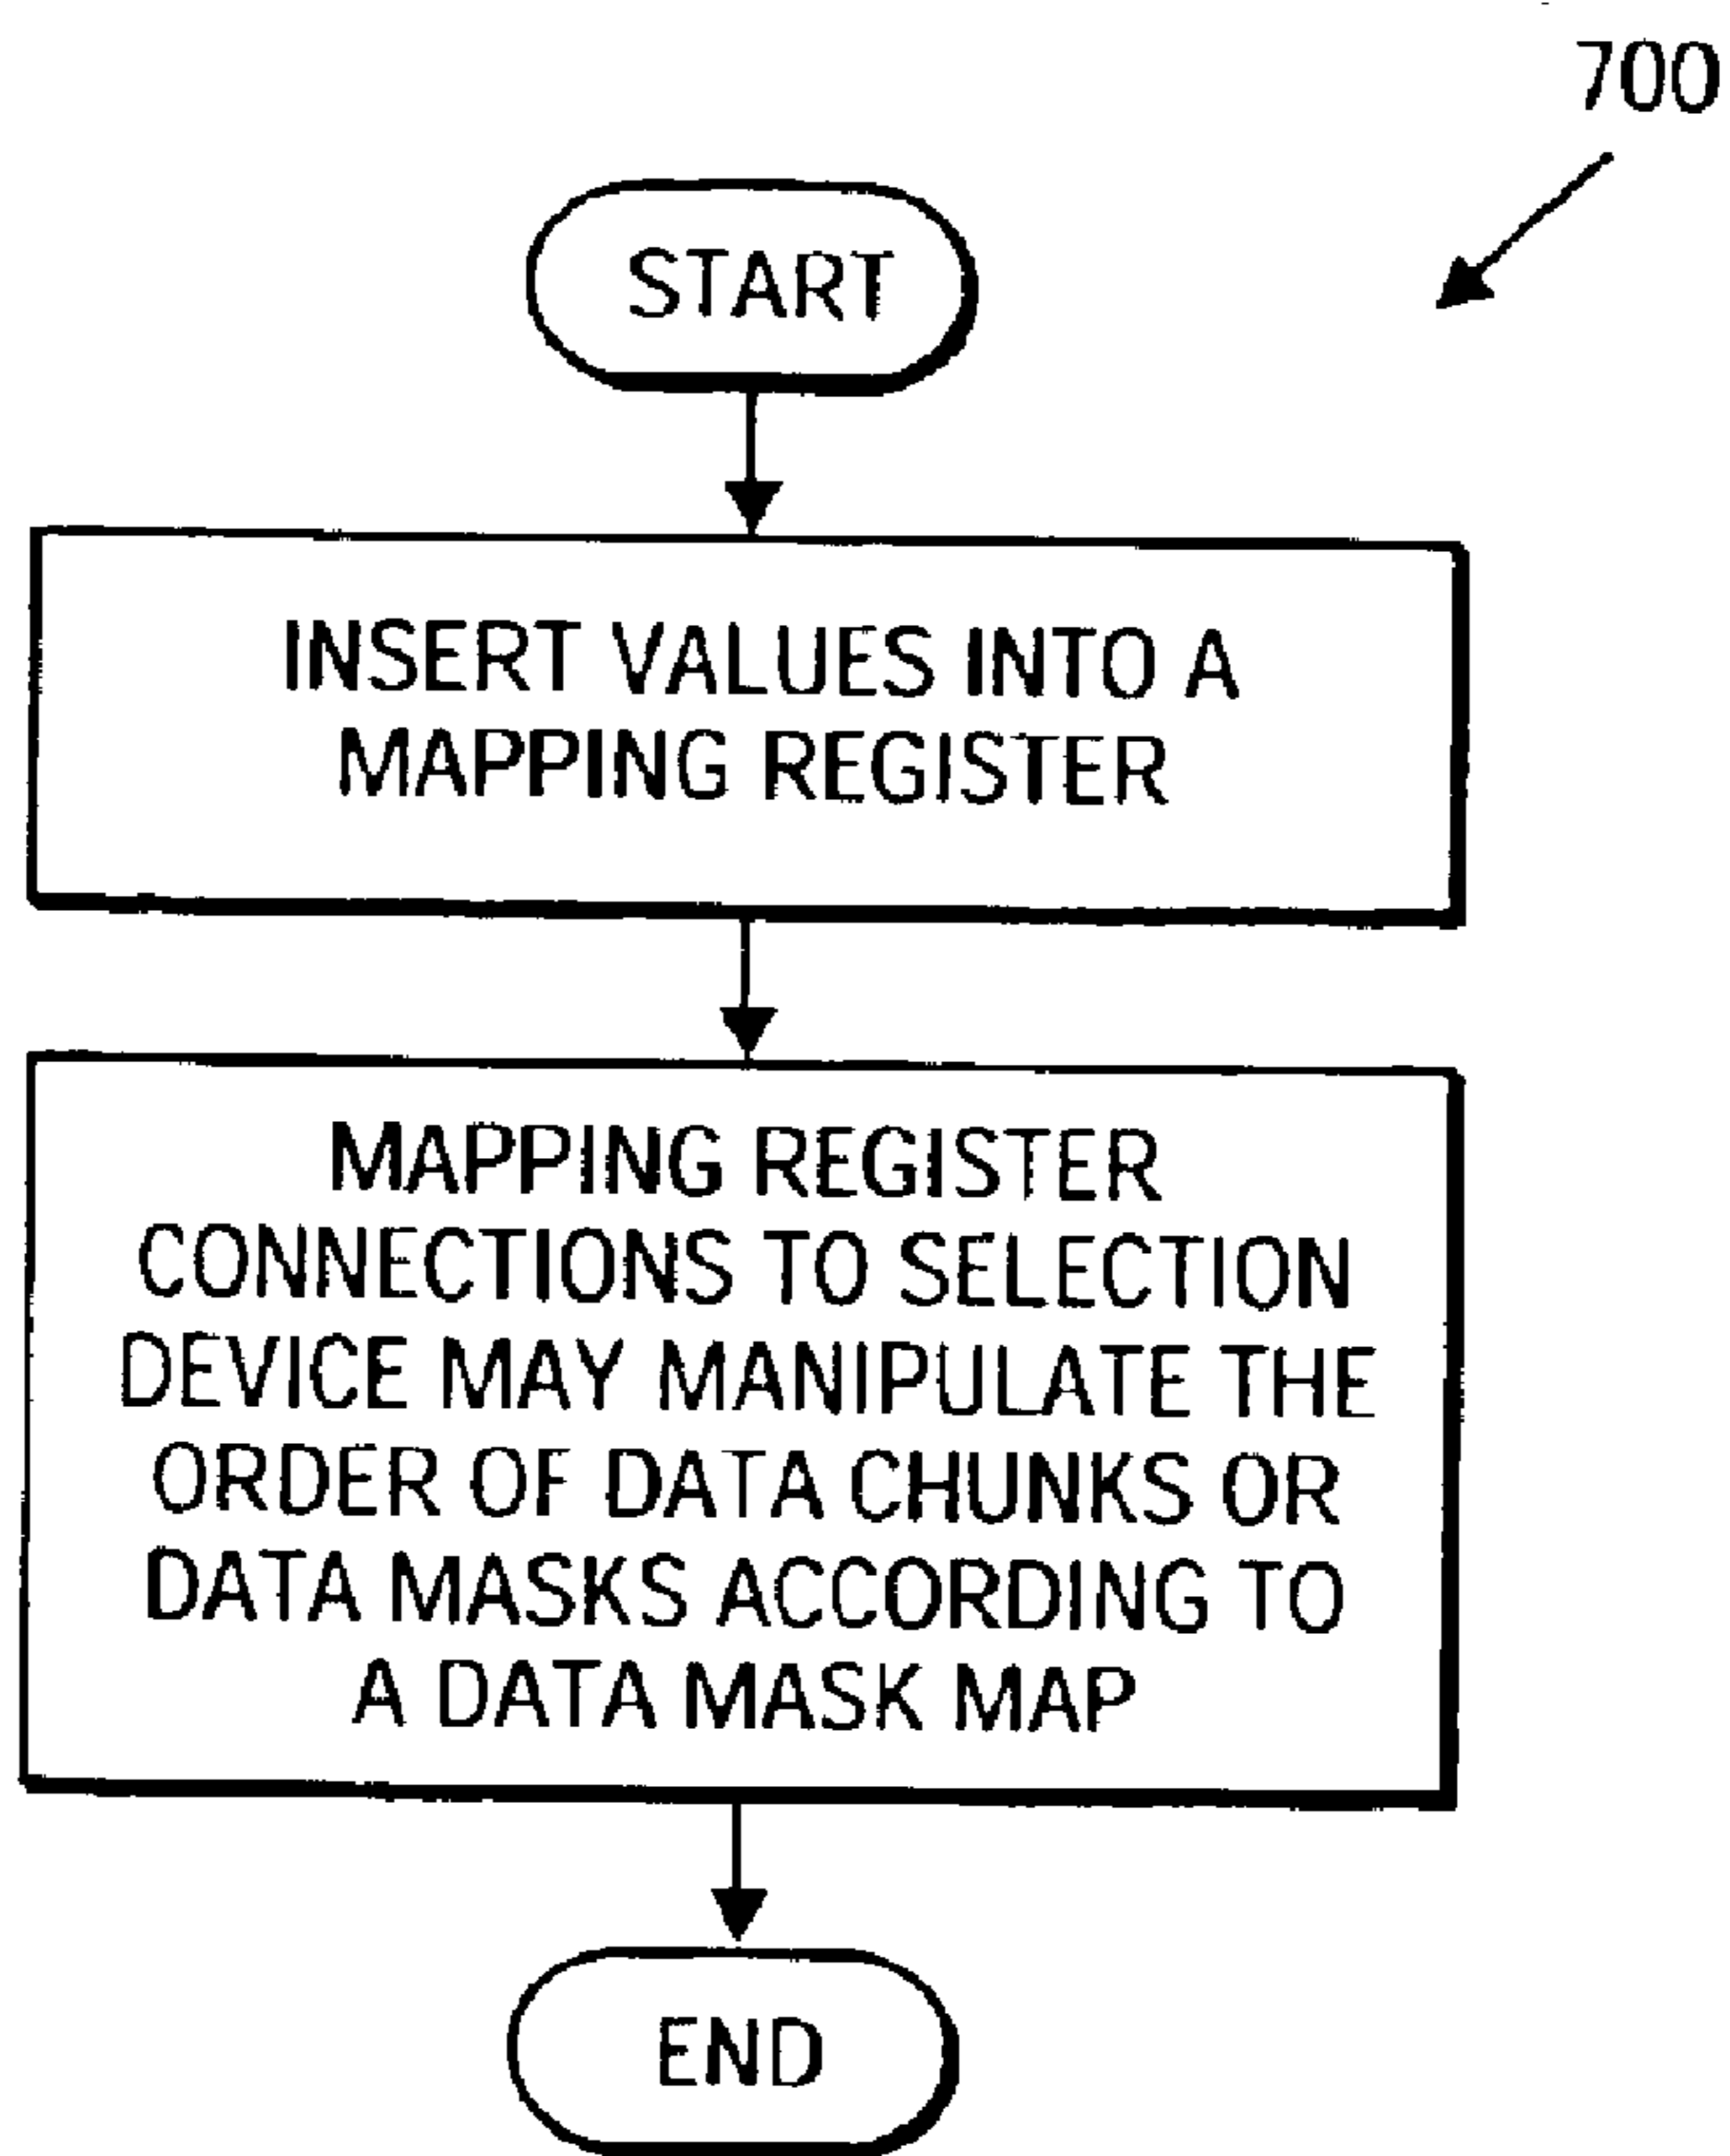 700
START
INSERT VALUES INTO A
MAPPING REGISTER
MAPPING REGISTER
CONNECTIONS TO SELECTION
DEVICE MAY MANIPULATE THE
ORDER OF DATA CHUNKS OR
DATA MASKS ACCORDING TO
A DATA MASK MAP
END